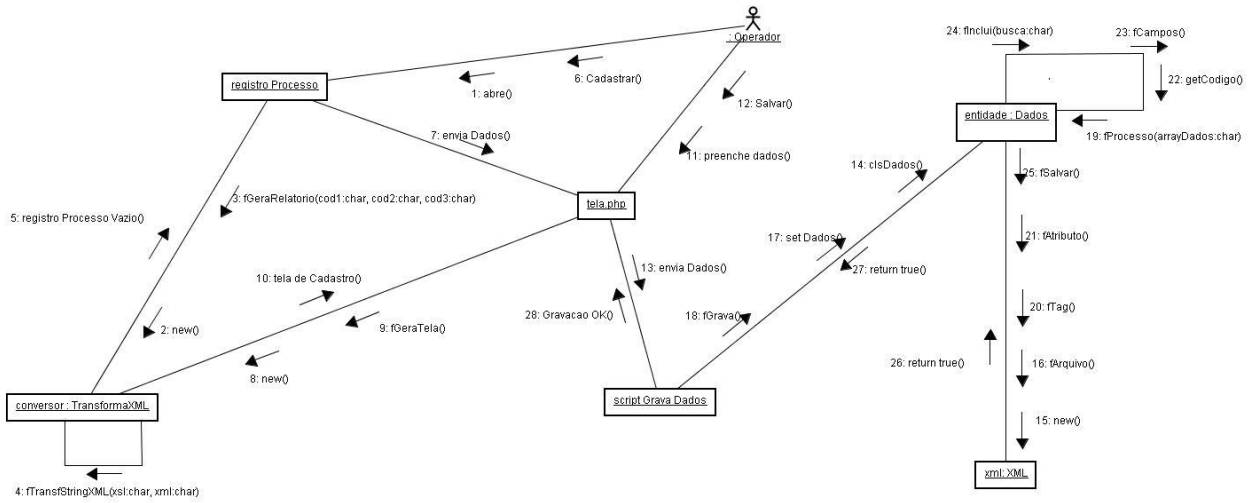 24: fInclui(busca:char)
23: fCampos()
: Operador
6: Cadastrar()
registro Processo
1: abre()
22: getCodigo()
12: Salvar()
entidade : Dados
7: envia Dados()
19: fProcesso(arrayDados:char)
11: preenche dados()
14: clsDados()
25: fSalvar()
3: fGeraRelatorio(cod1:char, cod2:char, cod3:char)
tela.php
5: registro Processo Vazio()
17: set Dados()
21: fAtributo()
13: envia Dados()
27: return true()
10: tela de Cadastro()
20: fTag()
28: Gravacao OK()
18: fGrava()
2: new()
9: fGeraTela()
26: return true()
16: fArquivo()
8: new()
conversor : TransformaXML
script Grava Dados
15: new()
xml: XML
4: fTransfStringXML(xsl:char, xml:char)